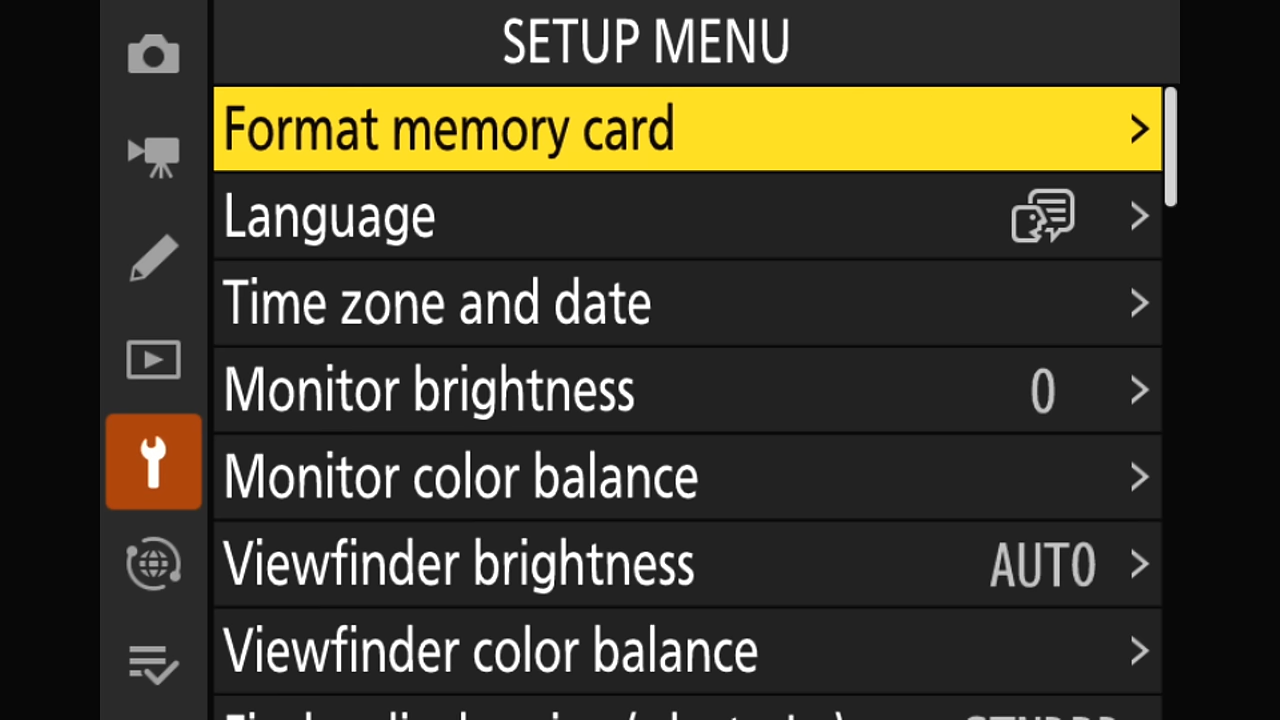 SETUP MENU
Format memory card
Language
Time zone and date
Monitor brightness 0
Monitor color balance
Viewfinder brightness AUTO
Viewfinder color balance